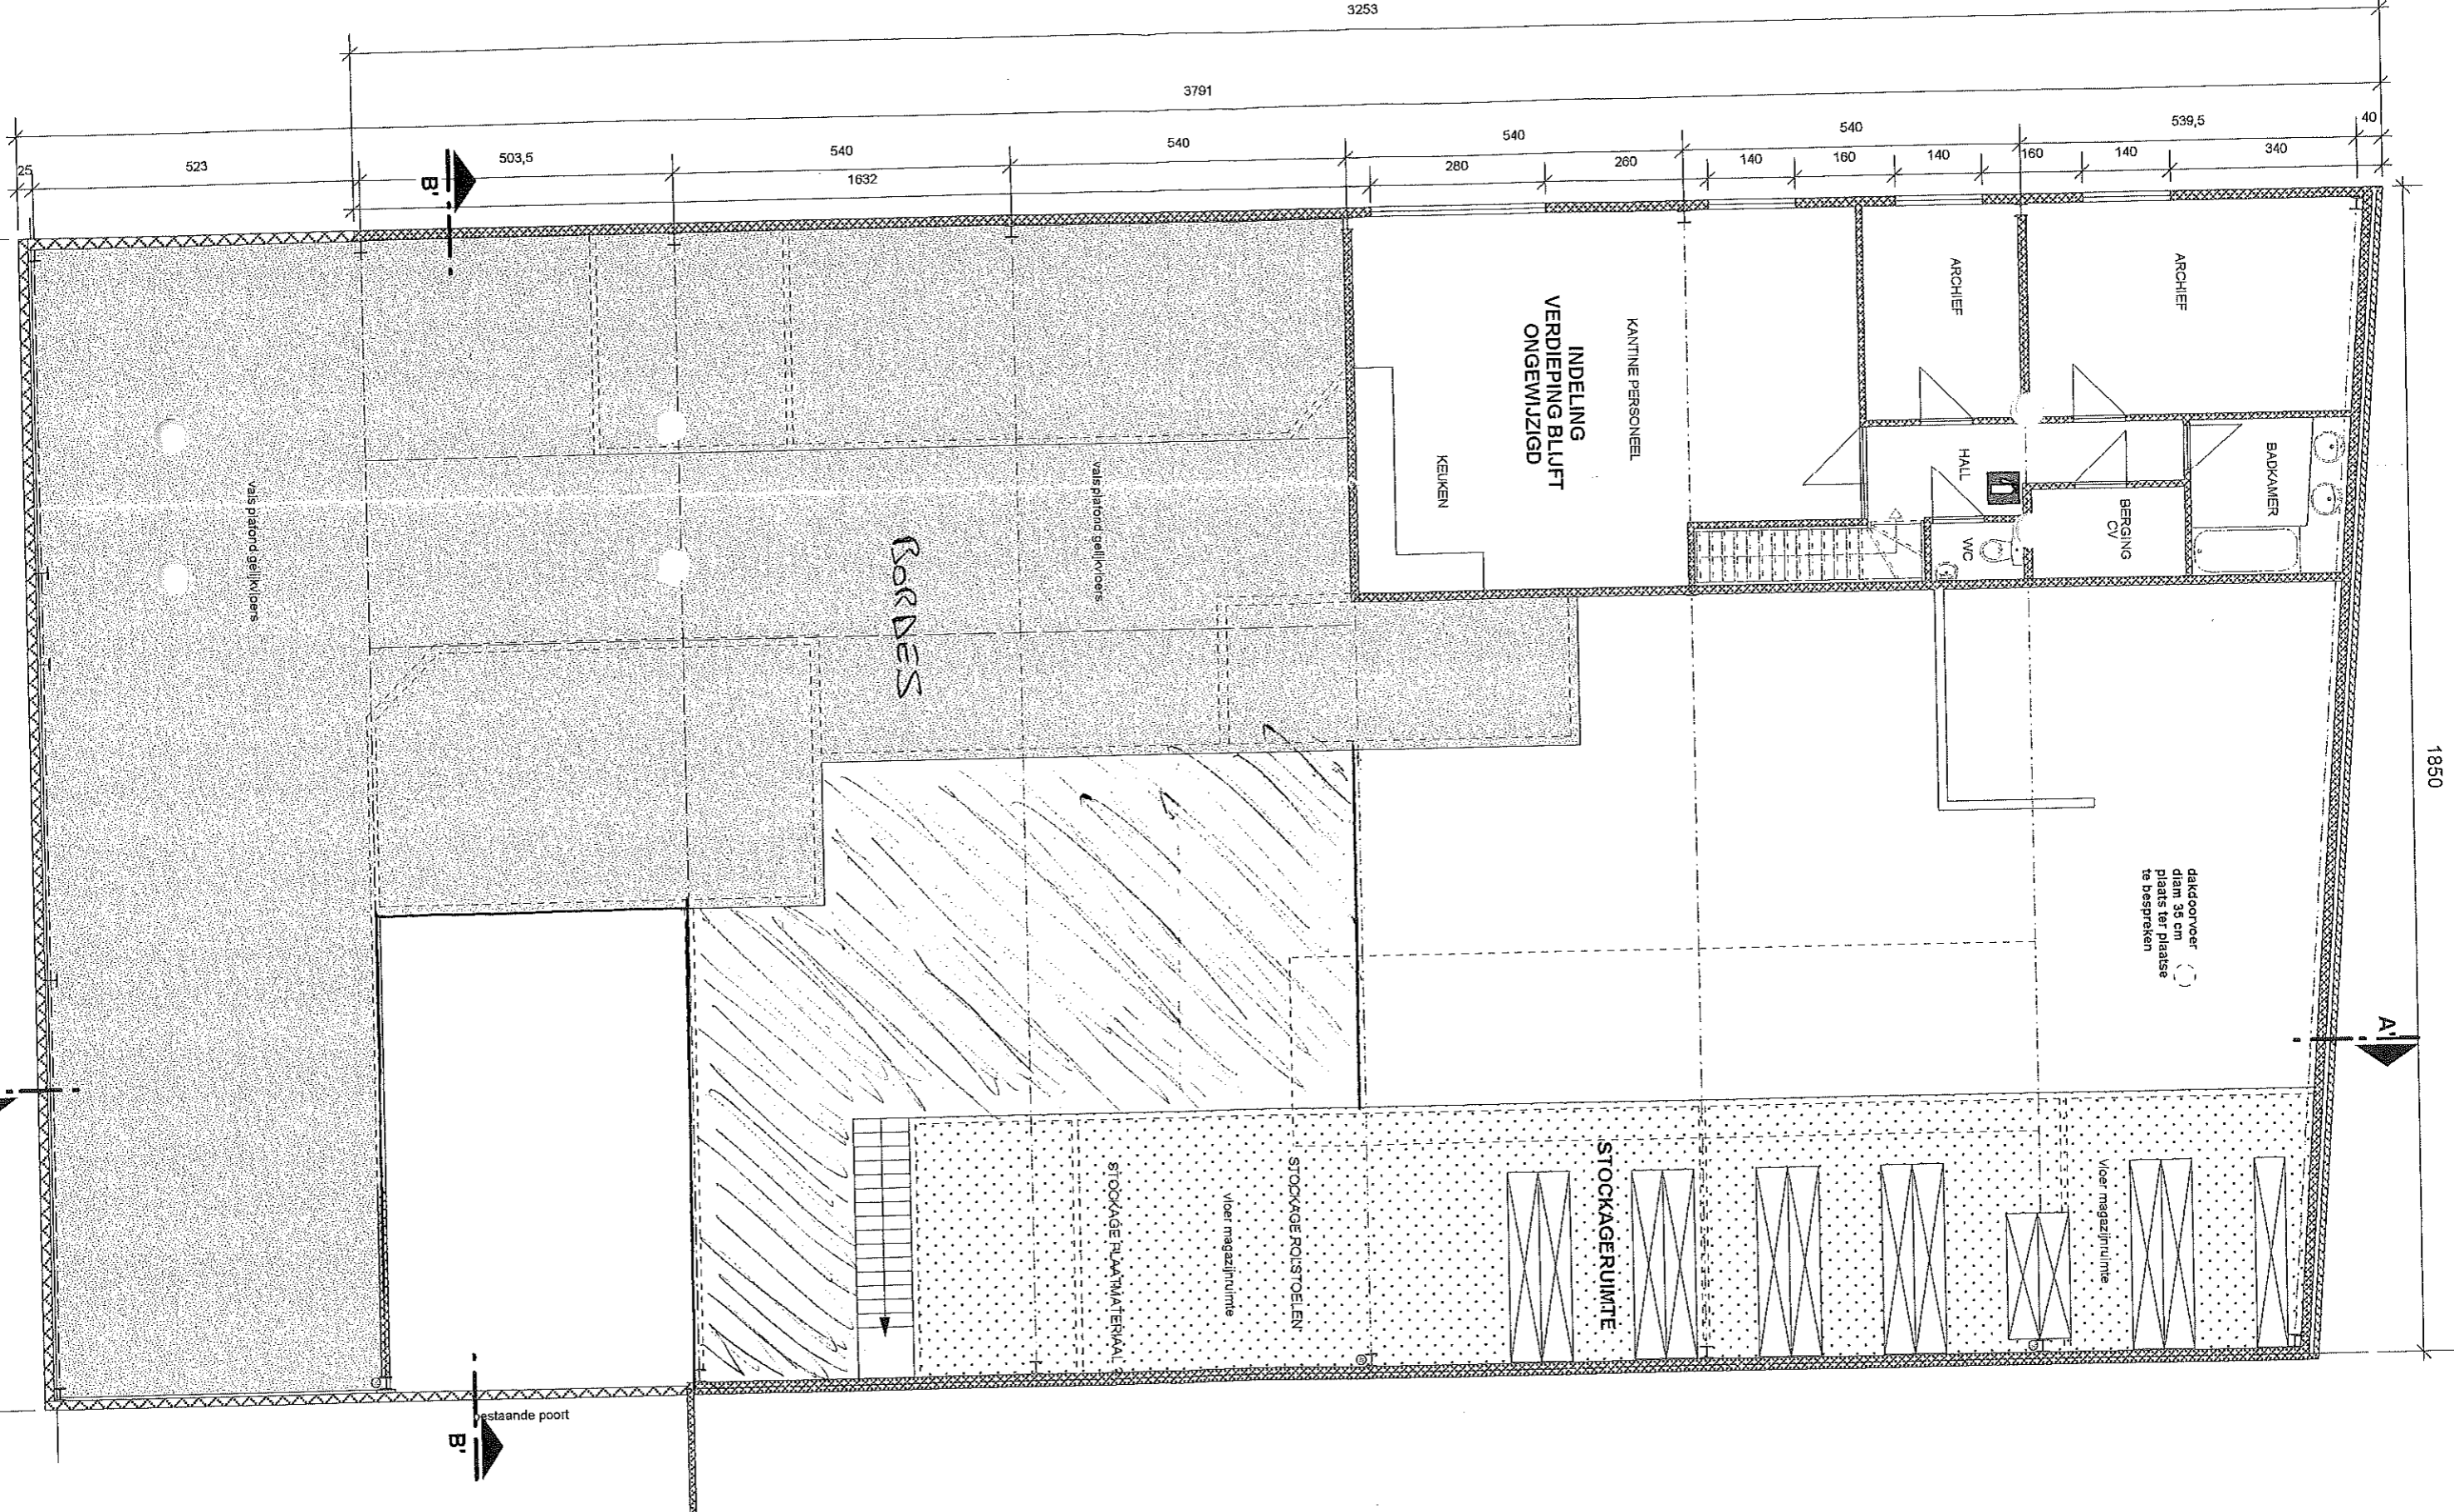 3253
3791
25
523
503,5
540
540
540
540
539,5
40
1632
280
260
140
160
140
160
140
340
B'
ARCHIEF
ARCHIEF
KANTINE PERSONEEL
INDELING
VERDIEPING BLIJFT
ONGEWIJZIGD
KEUKEN
HALL
BADKAMER
BERGING
CV
WC
vals plafond gelijkvloers
vals plafond gelijkvloers
BORDES
1850
dakdoorvoer
diam 35 cm
plaats ter plaatse
te bespreken
A'
STOCKAGERUIMTE
STOCKAGE ROLSTOELEN
STOCKAGE PLAATMATERIAAL
vloer magazijnruimte
vloer magazijnruimte
bestaande poort
B'